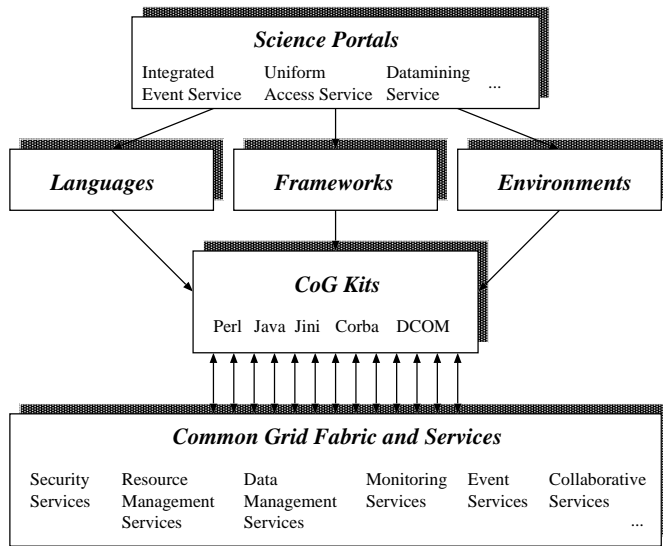 Science Portals
Integrated Uniform Datamining
Event Service Access Service Service ...
Languages Frameworks Environments
CoG Kits
Perl Java Jini Corba DCOM
Common Grid Fabric and Services
Security Resource Data Monitoring Event Collaborative
Services Management Management Services Services Services
Services Services ...